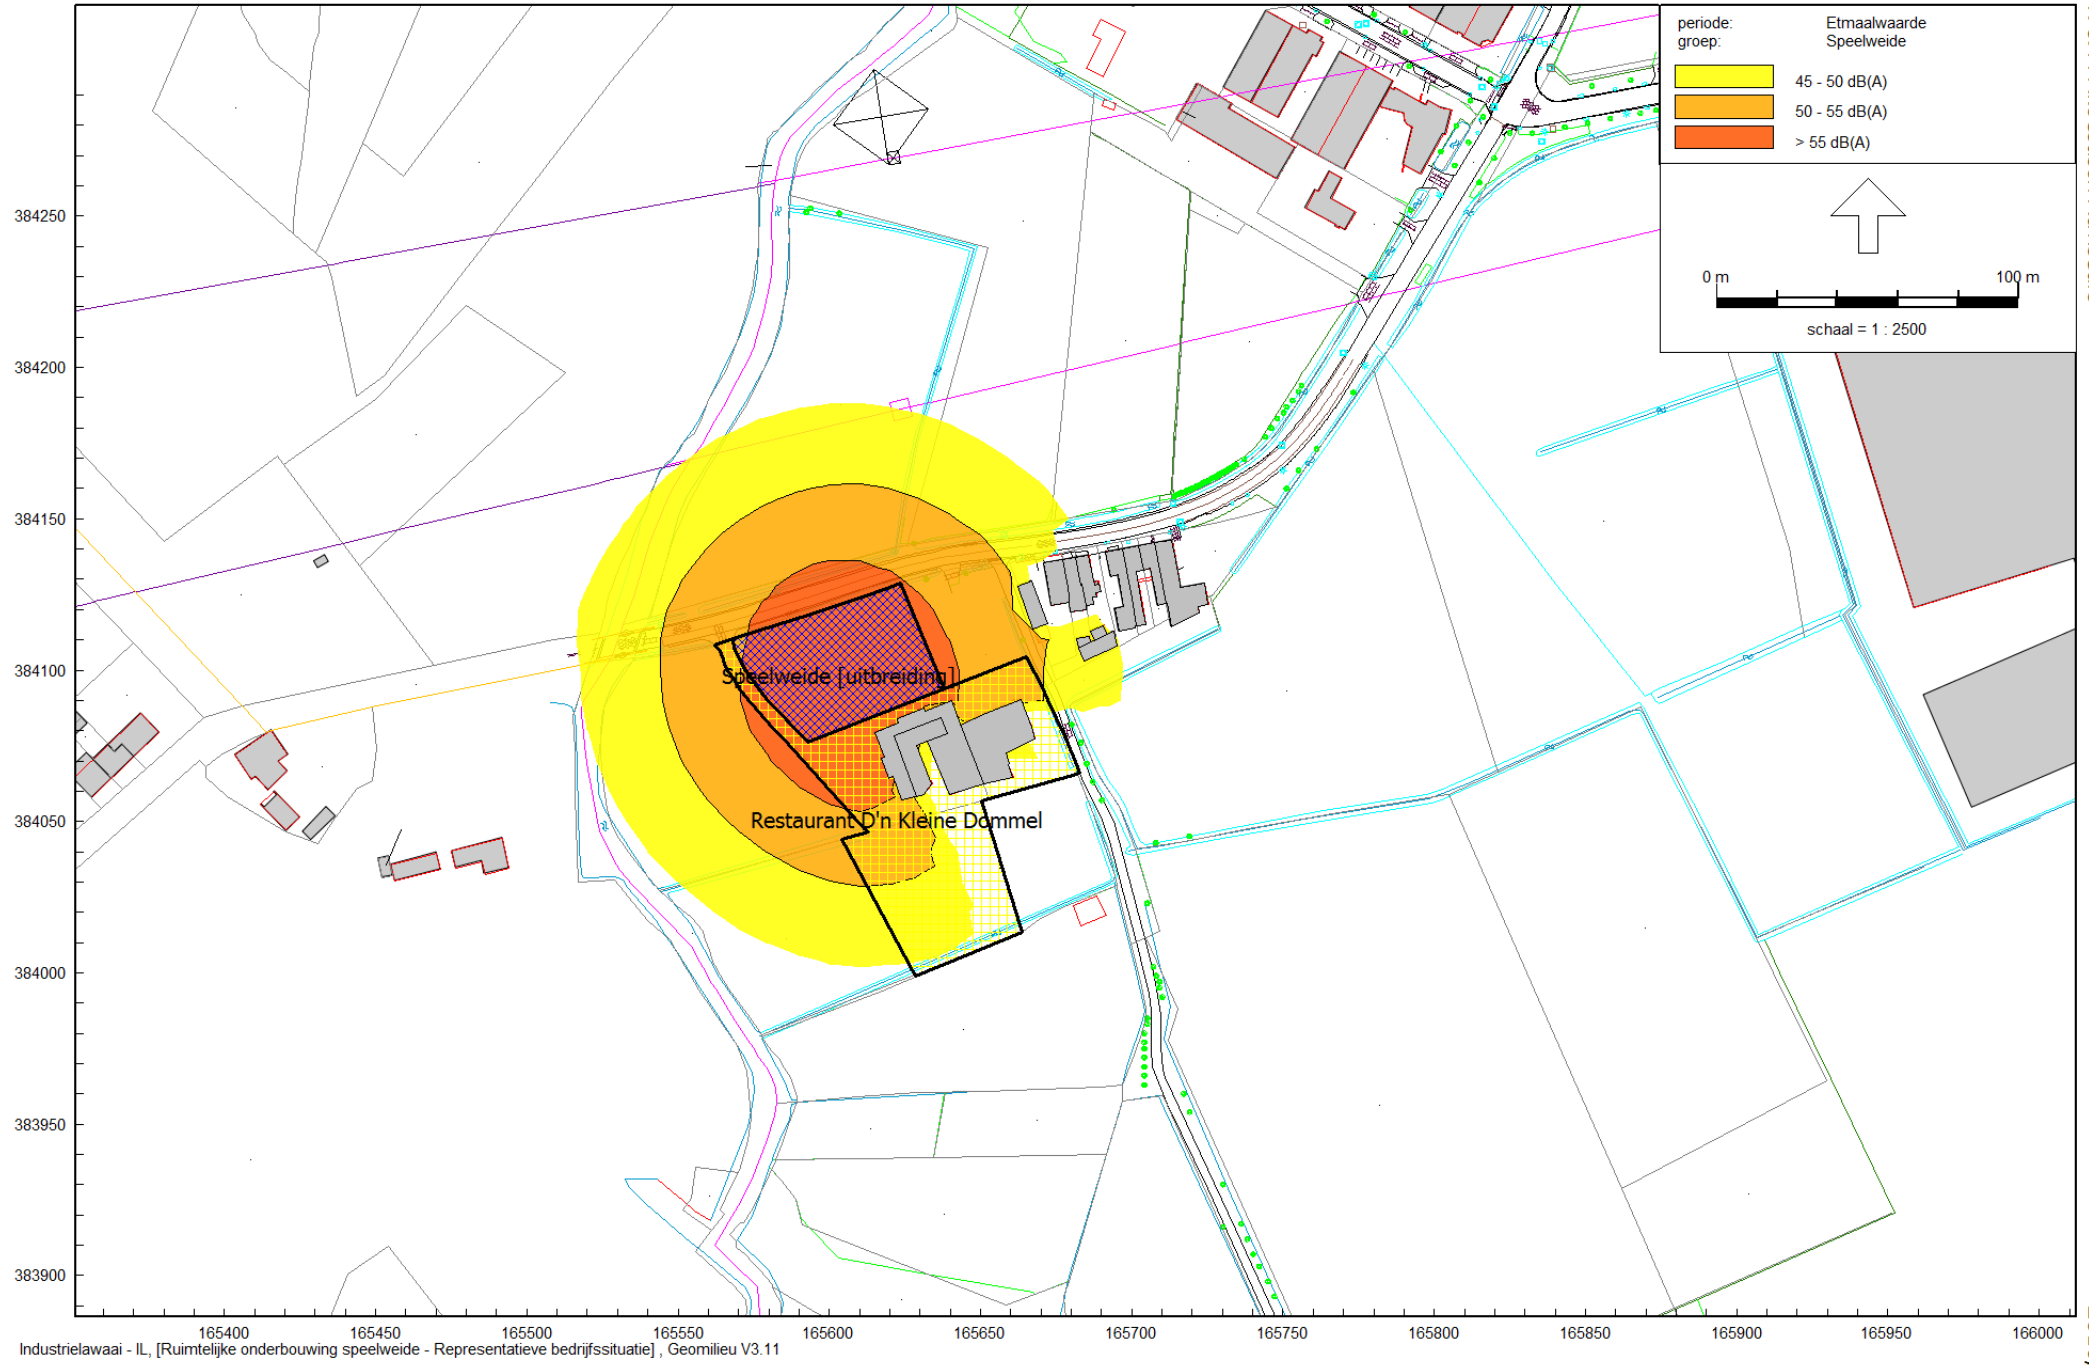 periode: Etmaalwaarde
groep: Speelweide
45 - 50 dB(A)
50 - 55 dB(A)
> 55 dB(A)
0 m 100 m
schaal = 1 : 2500
384250
384200
384150
384100
384050
384000
383950
383900
Speelweide [uitbreiding]
Restaurant D'n Kleine Dommel
165400 165450 165500 165550 165600 165650 165700 165750 165800 165850 165900 165950 166000
Industrielawaai - IL, [Ruimtelijke onderbouwing speelweide - Representatieve bedrijfssituatie] , Geomilieu V3.11